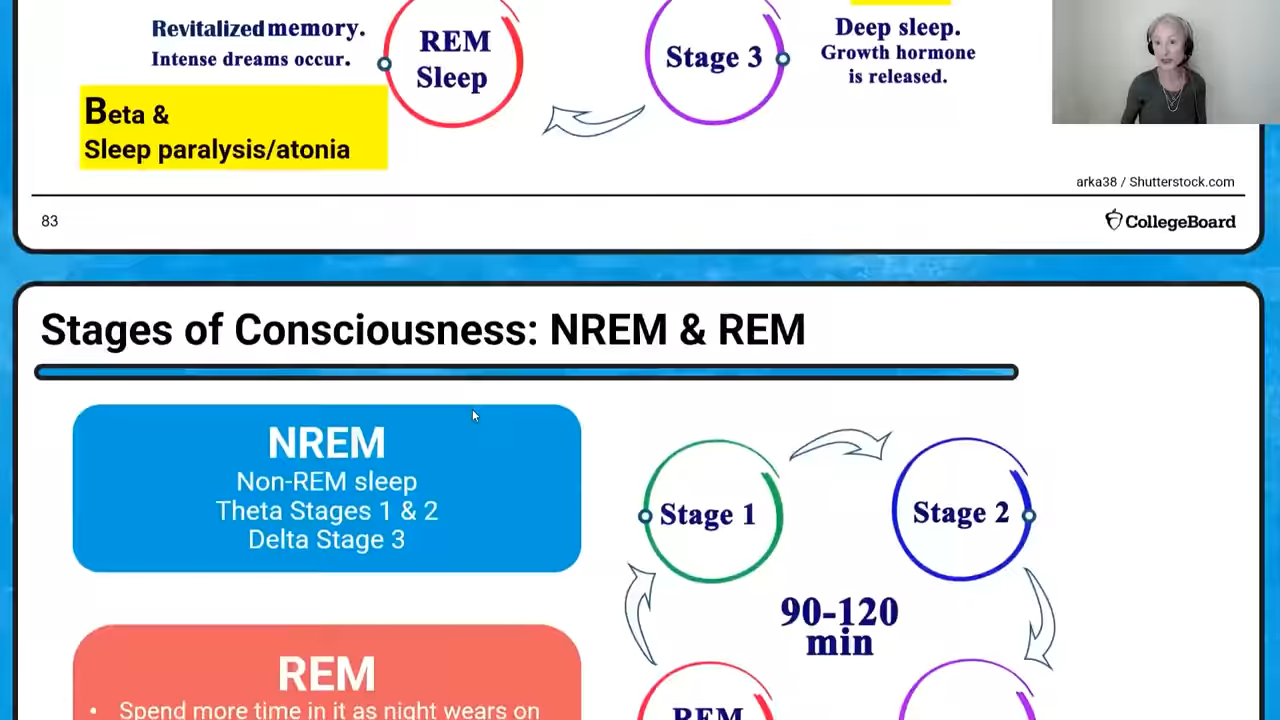 Revitalized memory.
Intense dreams occur.
REM
Sleep
Stage 3
Deep sleep.
Growth hormone
is released.
Beta &
Sleep paralysis/atonia
arka38 / Shutterstock.com
83
CollegeBoard
Stages of Consciousness: NREM & REM
NREM
Non-REM sleep
Theta Stages 1 & 2
Delta Stage 3
Stage 1
Stage 2
90-120
min
REM
• Spend more time in it as night wears on
REM